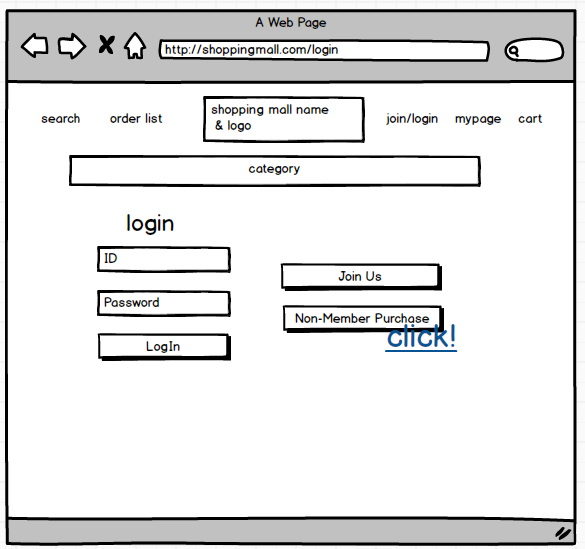 A Web Page
http://shoppingmall.com/login
search
order list
shopping mall name
& logo
join/login
mypage
cart
category
login
ID
Password
LogIn
Join Us
Non-Member Purchase
click!